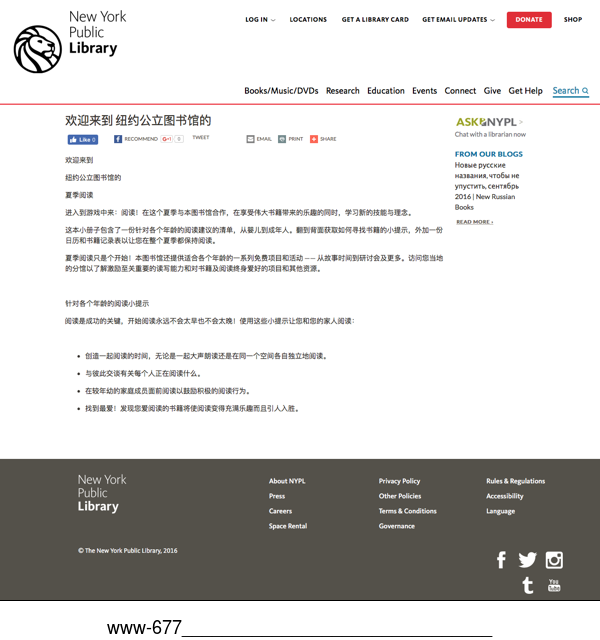 New York
Public
Library
LOG IN
LOCATIONS
GET A LIBRARY CARD
GET EMAIL UPDATES
DONATE
SHOP
Books/Music/DVDs
Research
Education
Events
Connect
Give
Get Help
Search
欢迎来到 纽约公立图书馆的
Like 0
RECOMMEND
G+1
0
TWEET
EMAIL
PRINT
SHARE
欢迎来到
纽约公立图书馆的
夏季阅读
进入到游戏中来：阅读！在这个夏季与本图书馆合作，在享受伟大书籍带来的乐趣的同时，学习新的技能与理念。
这本小册子包含了一份针对各个年龄的阅读建议的清单，从婴儿到成年人。翻到背面获取如何寻找书籍的小提示，外加一份
日历和书籍记录表以让您在整个夏季都保持阅读。
夏季阅读只是个开始！本图书馆还提供适合各个年龄的一系列免费项目和活动 —— 从故事时间到研讨会及更多。访问您当地
的分馆以了解激励至关重要的读写能力和对书籍及阅读终身爱好的项目和其他资源。
针对各个年龄的阅读小提示
阅读是成功的关键，开始阅读永远不会太早也不会太晚！使用这些小提示让您和您的家人阅读：
• 创造一起阅读的时间，无论是一起大声朗读还是在同一个空间各自独立地阅读。
• 与彼此交谈有关每个人正在阅读什么。
• 在较年幼的家庭成员面前阅读以鼓励积极的阅读行为。
• 找到最爱！发现您爱阅读的书籍将使阅读变得充满乐趣而且引人入胜。
ASK NYPL >
Chat with a librarian now
FROM OUR BLOGS
Новые русские
названия, чтобы не
упустить, сентябрь
2016 | New Russian
Books
READ MORE ›
New York
Public
Library
About NYPL
Press
Careers
Space Rental
Privacy Policy
Other Policies
Terms & Conditions
Governance
Rules & Regulations
Accessibility
Language
© The New York Public Library, 2016
You
Tube
www-677